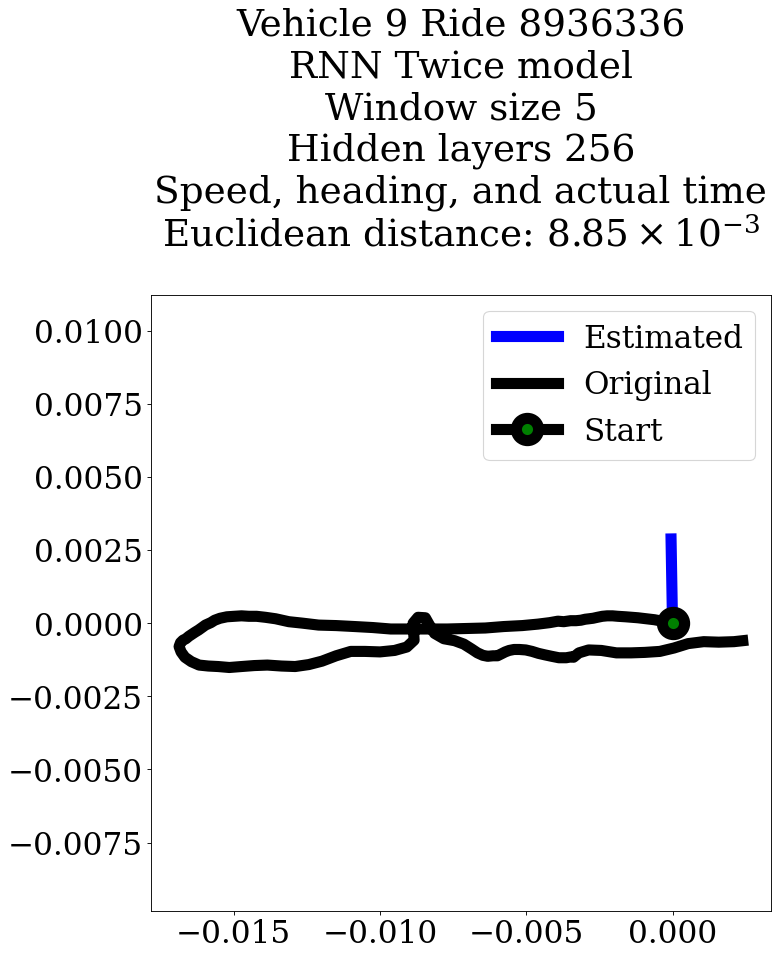 Vehicle 9 Ride 8936336
RNN Twice model
Window size 5
Hidden layers 256
Speed, heading, and actual time
Euclidean distance: 8.85 × 10⁻³
Estimated
Original
Start
0.0100
0.0075
0.0050
0.0025
0.0000
−0.0025
−0.0050
−0.0075
−0.015 −0.010 −0.005 0.000